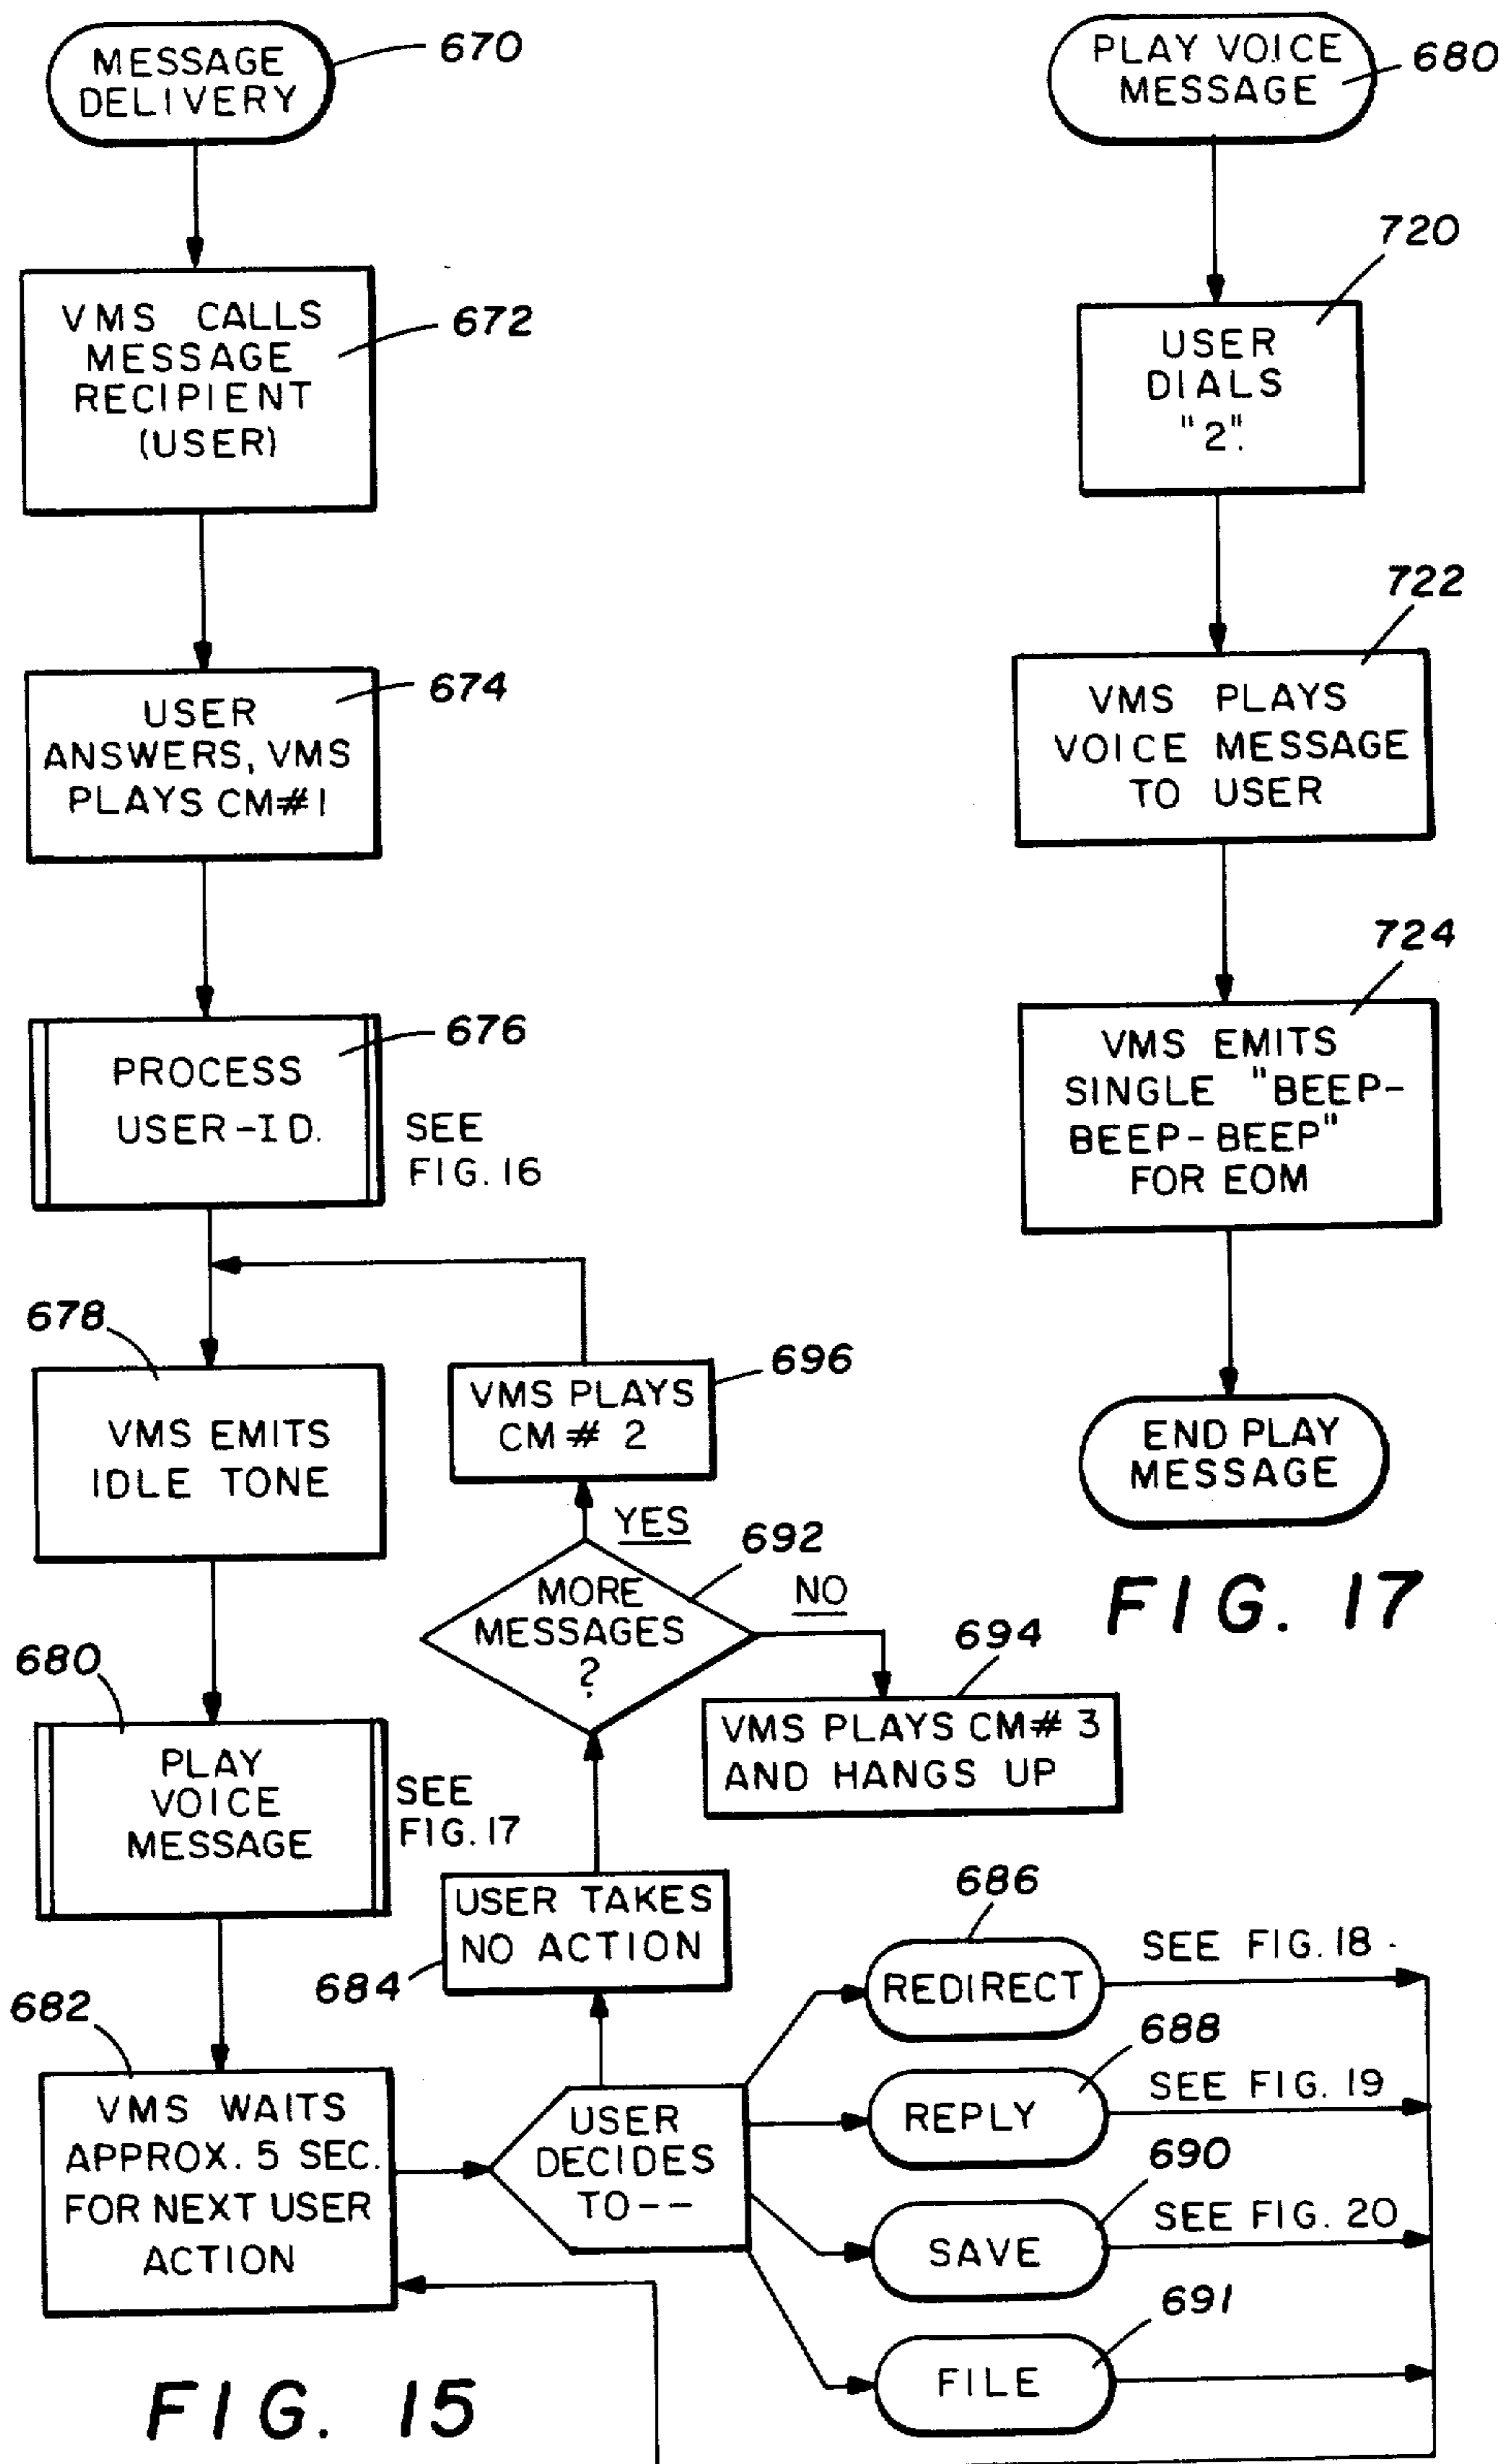 MESSAGE
DELIVERY
670
VMS CALLS
MESSAGE
RECIPIENT
(USER)
672
USER
ANSWERS, VMS
PLAYS CM#1
674
PROCESS
USER-ID.
676
SEE
FIG. 16
678
VMS EMITS
IDLE TONE
VMS PLAYS
CM# 2
696
YES
MORE
MESSAGES
?
692
NO
694
VMS PLAYS CM# 3
AND HANGS UP
680
PLAY
VOICE
MESSAGE
SEE
FIG. 17
USER TAKES
NO ACTION
684
682
VMS WAITS
APPROX. 5 SEC.
FOR NEXT USER
ACTION
USER
DECIDES
TO--
686
REDIRECT
SEE FIG. 18
688
REPLY
SEE FIG. 19
690
SAVE
SEE FIG. 20
691
FILE
FIG. 15
PLAY VOICE
MESSAGE
680
720
USER
DIALS
"2".
722
VMS PLAYS
VOICE MESSAGE
TO USER
724
VMS EMITS
SINGLE "BEEP-
BEEP-BEEP"
FOR EOM
END PLAY
MESSAGE
FIG. 17